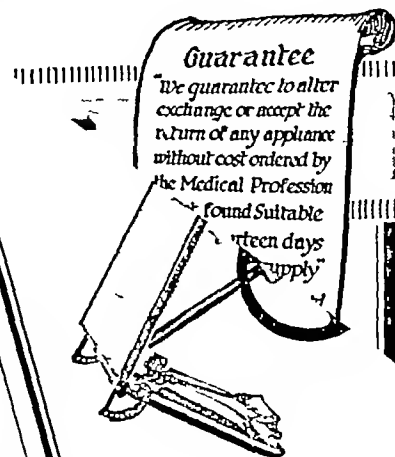 Guarantee
"We guarantee to alter
exchange or accept the
return of any appliance
without cost ordered by
the Medical Profession
found Suitable
days